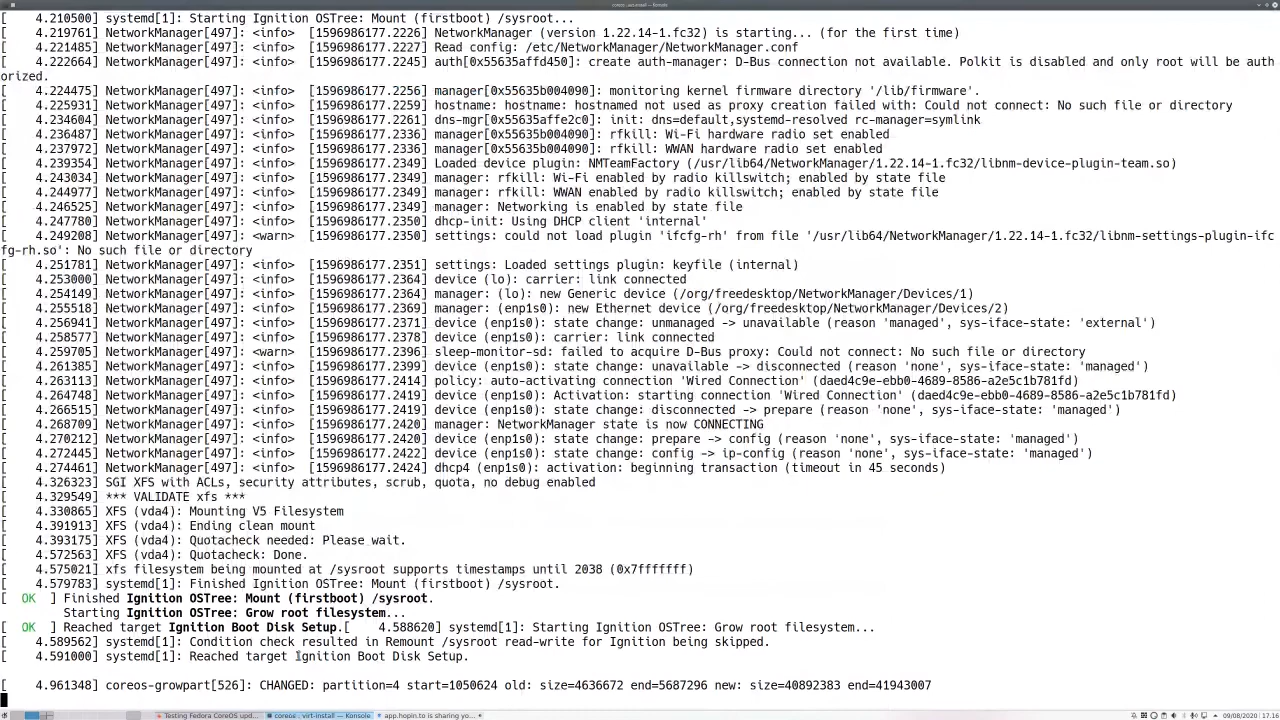 coreos : virt-install — Konsole
[    4.210500] systemd[1]: Starting Ignition OSTree: Mount (firstboot) /sysroot...
[    4.219761] NetworkManager[497]: <info>  [1596986177.2226] NetworkManager (version 1.22.14-1.fc32) is starting... (for the first time)
[    4.221485] NetworkManager[497]: <info>  [1596986177.2227] Read config: /etc/NetworkManager/NetworkManager.conf
[    4.222664] NetworkManager[497]: <info>  [1596986177.2245] auth[0x55635affd450]: create auth-manager: D-Bus connection not available. Polkit is disabled and only root will be auth
orized.
[    4.224475] NetworkManager[497]: <info>  [1596986177.2256] manager[0x55635b004090]: monitoring kernel firmware directory '/lib/firmware'.
[    4.225931] NetworkManager[497]: <info>  [1596986177.2259] hostname: hostname: hostnamed not used as proxy creation failed with: Could not connect: No such file or directory
[    4.234604] NetworkManager[497]: <info>  [1596986177.2261] dns-mgr[0x55635affe2c0]: init: dns=default,systemd-resolved rc-manager=symlink
[    4.236487] NetworkManager[497]: <info>  [1596986177.2336] manager[0x55635b004090]: rfkill: Wi-Fi hardware radio set enabled
[    4.237972] NetworkManager[497]: <info>  [1596986177.2336] manager[0x55635b004090]: rfkill: WWAN hardware radio set enabled
[    4.239354] NetworkManager[497]: <info>  [1596986177.2349] Loaded device plugin: NMTeamFactory (/usr/lib64/NetworkManager/1.22.14-1.fc32/libnm-device-plugin-team.so)
[    4.243034] NetworkManager[497]: <info>  [1596986177.2349] manager: rfkill: Wi-Fi enabled by radio killswitch; enabled by state file
[    4.244977] NetworkManager[497]: <info>  [1596986177.2349] manager: rfkill: WWAN enabled by radio killswitch; enabled by state file
[    4.246525] NetworkManager[497]: <info>  [1596986177.2349] manager: Networking is enabled by state file
[    4.247780] NetworkManager[497]: <info>  [1596986177.2350] dhcp-init: Using DHCP client 'internal'
[    4.249208] NetworkManager[497]: <warn>  [1596986177.2350] settings: could not load plugin 'ifcfg-rh' from file '/usr/lib64/NetworkManager/1.22.14-1.fc32/libnm-settings-plugin-ifc
fg-rh.so': No such file or directory
[    4.251781] NetworkManager[497]: <info>  [1596986177.2351] settings: Loaded settings plugin: keyfile (internal)
[    4.253000] NetworkManager[497]: <info>  [1596986177.2364] device (lo): carrier: link connected
[    4.254149] NetworkManager[497]: <info>  [1596986177.2364] manager: (lo): new Generic device (/org/freedesktop/NetworkManager/Devices/1)
[    4.255518] NetworkManager[497]: <info>  [1596986177.2369] manager: (enp1s0): new Ethernet device (/org/freedesktop/NetworkManager/Devices/2)
[    4.256941] NetworkManager[497]: <info>  [1596986177.2371] device (enp1s0): state change: unmanaged -> unavailable (reason 'managed', sys-iface-state: 'external')
[    4.258577] NetworkManager[497]: <info>  [1596986177.2378] device (enp1s0): carrier: link connected
[    4.259705] NetworkManager[497]: <warn>  [1596986177.2396] sleep-monitor-sd: failed to acquire D-Bus proxy: Could not connect: No such file or directory
[    4.261385] NetworkManager[497]: <info>  [1596986177.2399] device (enp1s0): state change: unavailable -> disconnected (reason 'none', sys-iface-state: 'managed')
[    4.263113] NetworkManager[497]: <info>  [1596986177.2414] policy: auto-activating connection 'Wired Connection' (daed4c9e-ebb0-4689-8586-a2e5c1b781fd)
[    4.264748] NetworkManager[497]: <info>  [1596986177.2419] device (enp1s0): Activation: starting connection 'Wired Connection' (daed4c9e-ebb0-4689-8586-a2e5c1b781fd)
[    4.266515] NetworkManager[497]: <info>  [1596986177.2419] device (enp1s0): state change: disconnected -> prepare (reason 'none', sys-iface-state: 'managed')
[    4.268709] NetworkManager[497]: <info>  [1596986177.2420] manager: NetworkManager state is now CONNECTING
[    4.270212] NetworkManager[497]: <info>  [1596986177.2420] device (enp1s0): state change: prepare -> config (reason 'none', sys-iface-state: 'managed')
[    4.272445] NetworkManager[497]: <info>  [1596986177.2422] device (enp1s0): state change: config -> ip-config (reason 'none', sys-iface-state: 'managed')
[    4.274461] NetworkManager[497]: <info>  [1596986177.2424] dhcp4 (enp1s0): activation: beginning transaction (timeout in 45 seconds)
[    4.326323] SGI XFS with ACLs, security attributes, scrub, quota, no debug enabled
[    4.329549] *** VALIDATE xfs ***
[    4.330865] XFS (vda4): Mounting V5 Filesystem
[    4.391913] XFS (vda4): Ending clean mount
[    4.393175] XFS (vda4): Quotacheck needed: Please wait.
[    4.572563] XFS (vda4): Quotacheck: Done.
[    4.575021] xfs filesystem being mounted at /sysroot supports timestamps until 2038 (0x7fffffff)
[    4.579783] systemd[1]: Finished Ignition OSTree: Mount (firstboot) /sysroot.
[  OK  ] Finished Ignition OSTree: Mount (firstboot) /sysroot.
Starting Ignition OSTree: Grow root filesystem...
[  OK  ] Reached target Ignition Boot Disk Setup.[    4.588620] systemd[1]: Starting Ignition OSTree: Grow root filesystem...
[    4.589562] systemd[1]: Condition check resulted in Remount /sysroot read-write for Ignition being skipped.
[    4.591000] systemd[1]: Reached target Ignition Boot Disk Setup.
[    4.961348] coreos-growpart[526]: CHANGED: partition=4 start=1050624 old: size=4636672 end=5687296 new: size=40892383 end=41943007
Testing Fedora CoreOS upd... coreos : virt-install — Konsole app.hopin.to is sharing yo... 09/08/2020 17.16